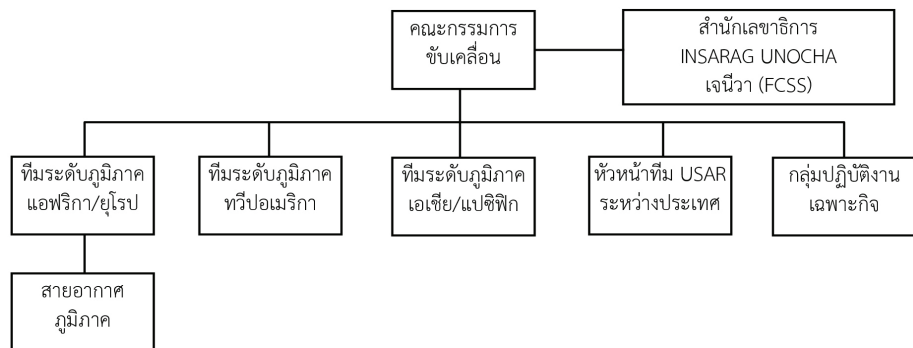 คณะกรรมการ
ขับเคลื่อน
สำนักเลขาธิการ
INSARAG UNOCHA
เจนีวา (FCSS)
ทีมระดับภูมิภาค
แอฟริกา/ยุโรป
ทีมระดับภูมิภาค
ทวีปอเมริกา
ทีมระดับภูมิภาค
เอเชีย/แปซิฟิก
หัวหน้าทีม USAR
ระหว่างประเทศ
กลุ่มปฏิบัติงาน
เฉพาะกิจ
สายอากาศ
ภูมิภาค